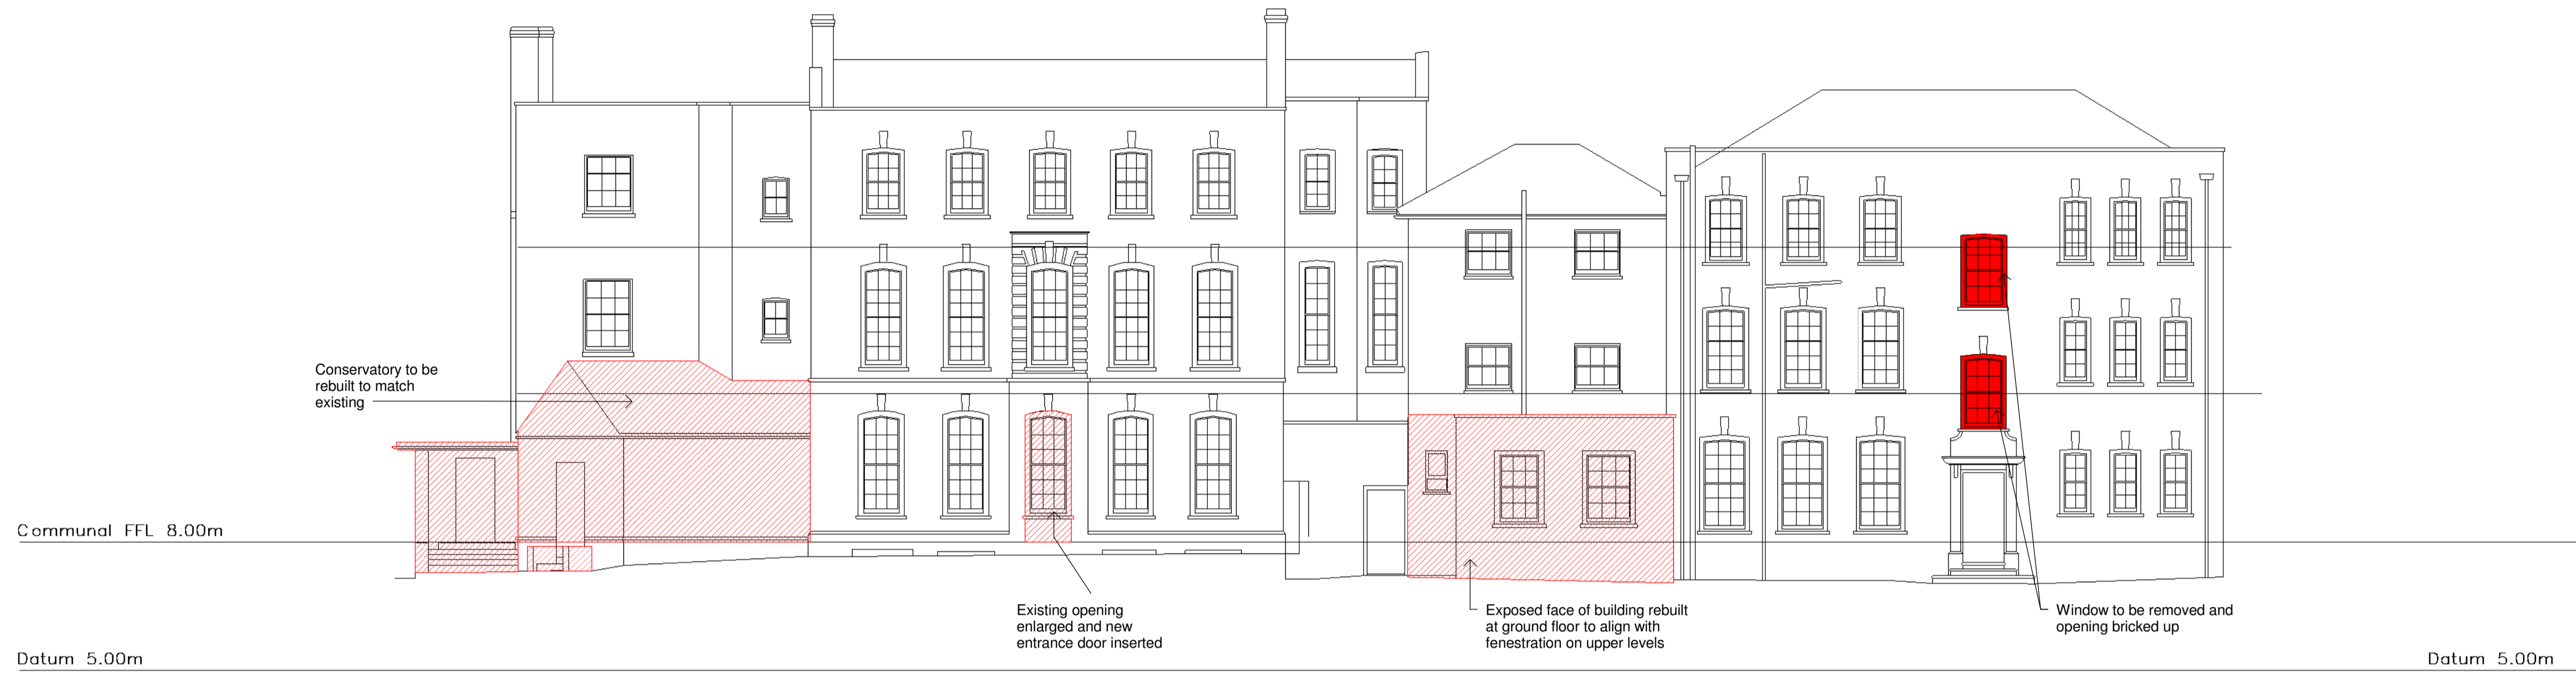 Conservatory to be
rebuilt to match
existing
Communal FFL 8.00m
Existing opening
enlarged and new
entrance door inserted
Exposed face of building rebuilt
at ground floor to align with
fenestration on upper levels
Window to be removed and
opening bricked up
Datum 5.00m
Datum 5.00m